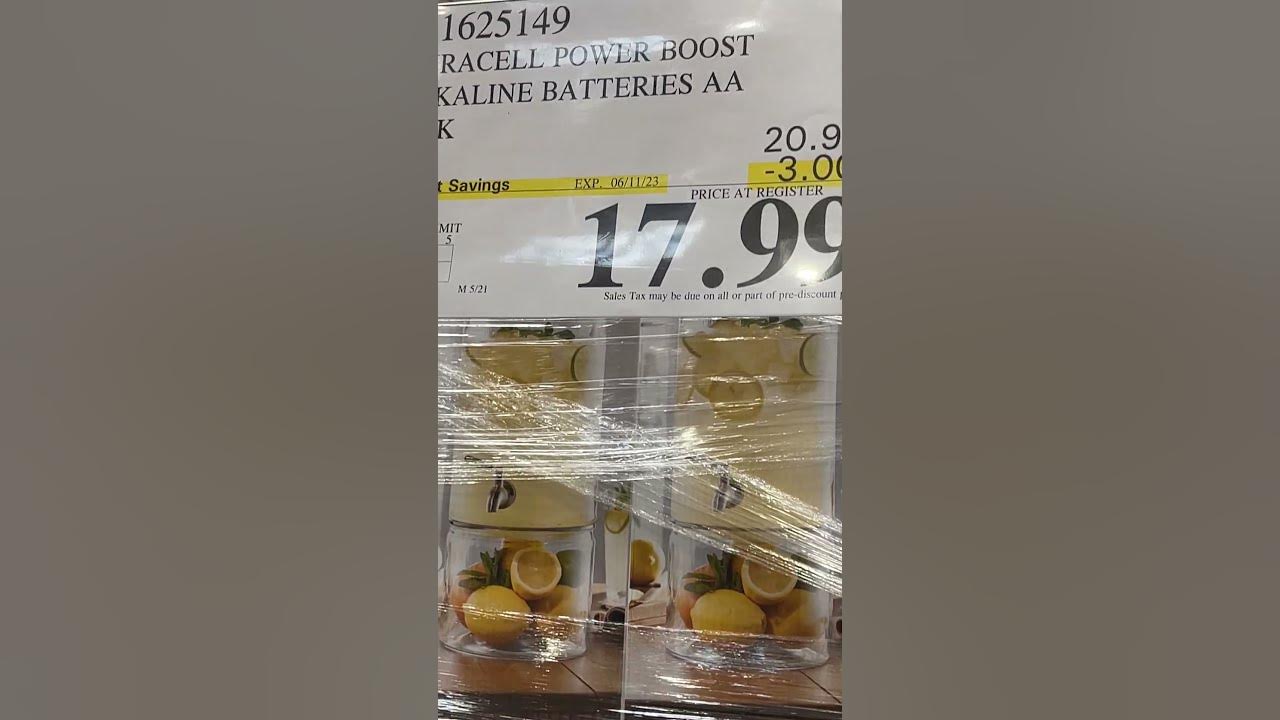 1625149
RACELL POWER BOOST
KALINE BATTERIES AA
K
20.9
-3.00
t Savings EXP. 06/11/23
PRICE AT REGISTER
17.99
MIT
5
M 5/21
Sales Tax may be due on all or part of pre-discount